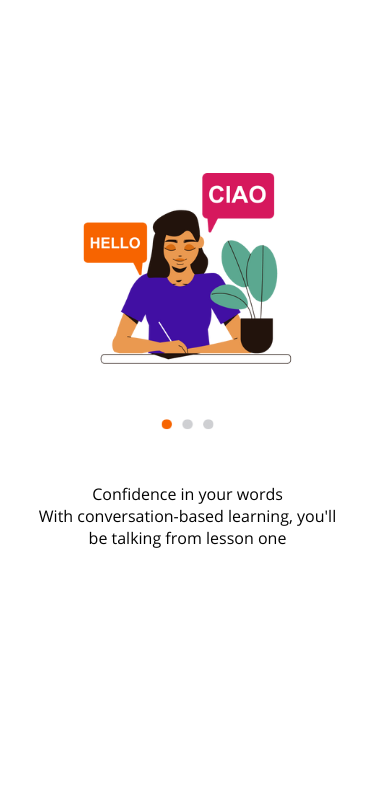 CIAO
HELLO
Confidence in your words
With conversation-based learning, you'll
be talking from lesson one